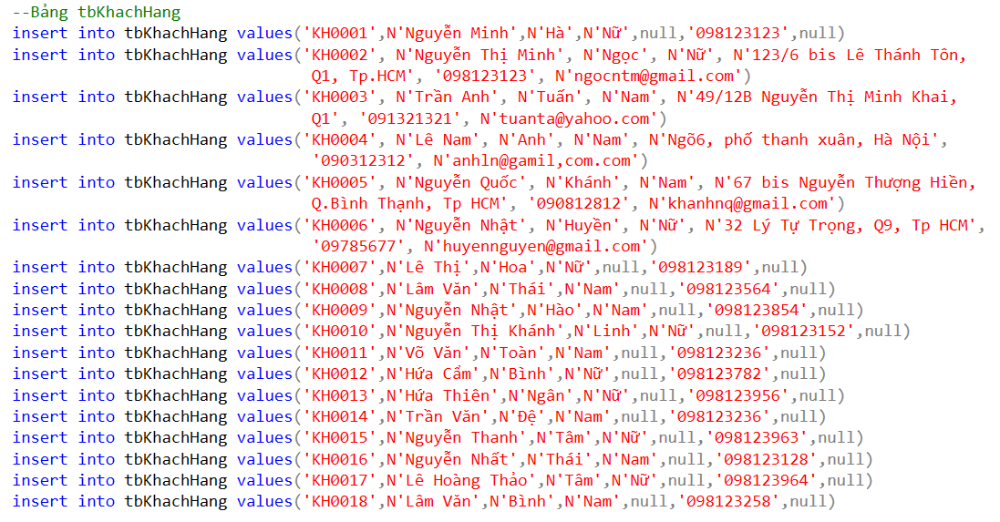 --Bảng tbKhachHang
insert into tbKhachHang values('KH0001',N'Nguyễn Minh',N'Hà',N'Nữ',null,'098123123',null)
insert into tbKhachHang values('KH0002', N'Nguyễn Thị Minh', N'Ngọc', N'Nữ', N'123/6 bis Lê Thánh Tôn,
Q1, Tp.HCM', '098123123', N'ngocntm@gmail.com')
insert into tbKhachHang values('KH0003', N'Trần Anh', N'Tuấn', N'Nam', N'49/12B Nguyễn Thị Minh Khai,
Q1', '091321321', N'tuanta@yahoo.com')
insert into tbKhachHang values('KH0004', N'Lê Nam', N'Anh', N'Nam', N'Ngõ6, phố thanh xuân, Hà Nội',
'090312312', N'anhln@gamil,com.com')
insert into tbKhachHang values('KH0005', N'Nguyễn Quốc', N'Khánh', N'Nam', N'67 bis Nguyễn Thượng Hiền,
Q.Bình Thạnh, Tp HCM', '090812812', N'khanhnq@gmail.com')
insert into tbKhachHang values('KH0006', N'Nguyễn Nhật', N'Huyền', N'Nữ', N'32 Lý Tự Trọng, Q9, Tp HCM',
'09785677', N'huyennguyen@gmail.com')
insert into tbKhachHang values('KH0007',N'Lê Thị',N'Hoa',N'Nữ',null,'098123189',null)
insert into tbKhachHang values('KH0008',N'Lâm Văn',N'Thái',N'Nam',null,'098123564',null)
insert into tbKhachHang values('KH0009',N'Nguyễn Nhật',N'Hào',N'Nam',null,'098123854',null)
insert into tbKhachHang values('KH0010',N'Nguyễn Thị Khánh',N'Linh',N'Nữ',null,'098123152',null)
insert into tbKhachHang values('KH0011',N'Võ Văn',N'Toàn',N'Nam',null,'098123236',null)
insert into tbKhachHang values('KH0012',N'Hứa Cẩm',N'Bình',N'Nữ',null,'098123782',null)
insert into tbKhachHang values('KH0013',N'Hứa Thiên',N'Ngân',N'Nữ',null,'098123956',null)
insert into tbKhachHang values('KH0014',N'Trần Văn',N'Đệ',N'Nam',null,'098123236',null)
insert into tbKhachHang values('KH0015',N'Nguyễn Thanh',N'Tâm',N'Nữ',null,'098123963',null)
insert into tbKhachHang values('KH0016',N'Nguyễn Nhất',N'Thái',N'Nam',null,'098123128',null)
insert into tbKhachHang values('KH0017',N'Lê Hoàng Thảo',N'Tâm',N'Nữ',null,'098123964',null)
insert into tbKhachHang values('KH0018',N'Lâm Văn',N'Bình',N'Nam',null,'098123258',null)